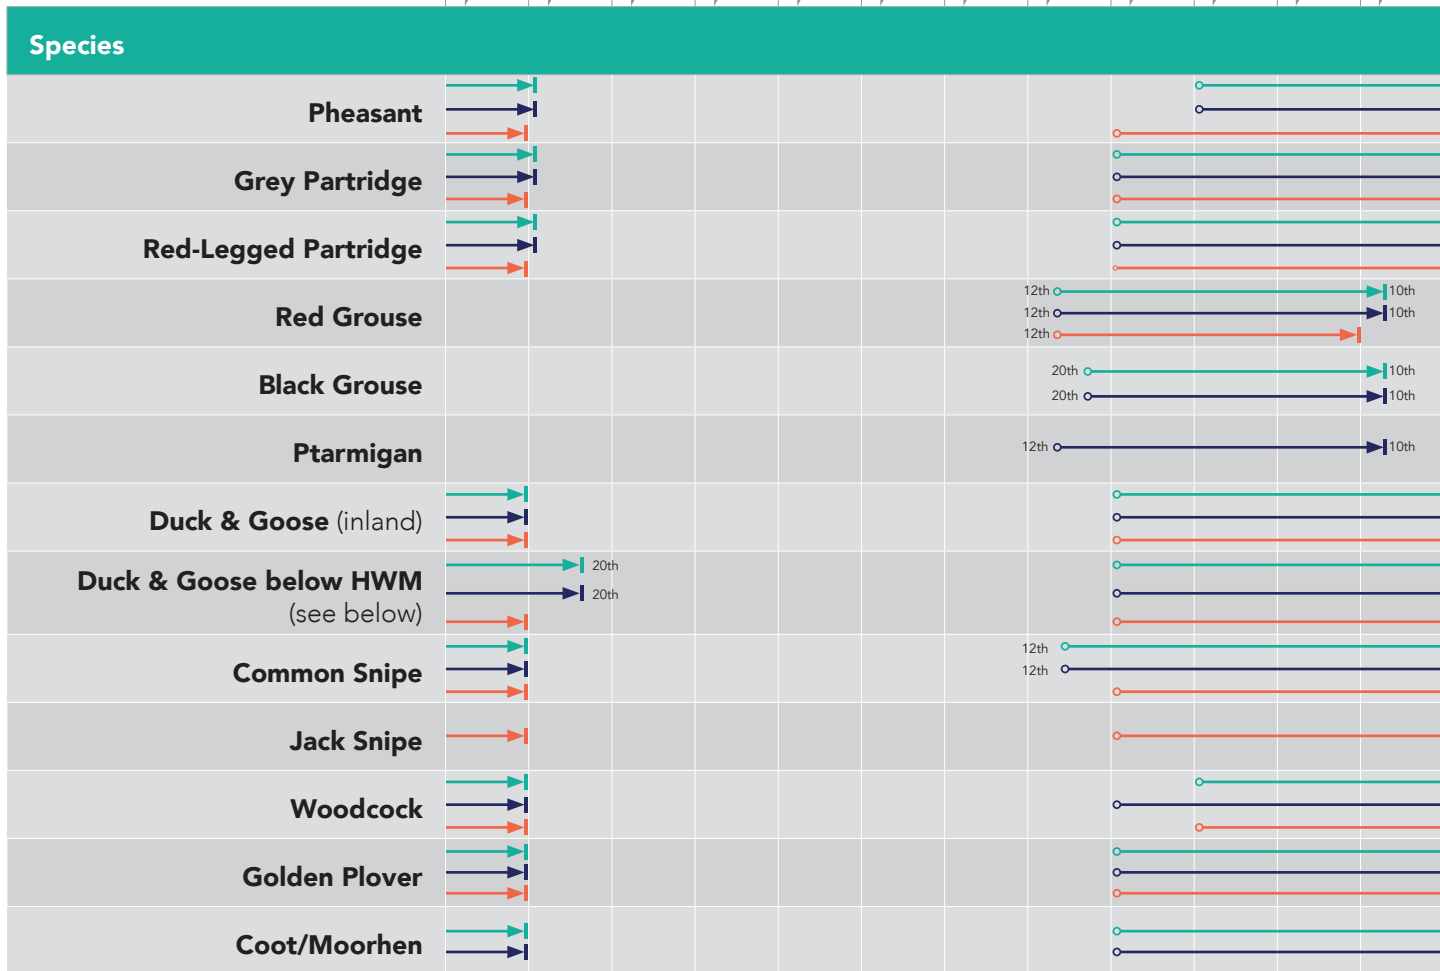 Species
Pheasant
Grey Partridge
Red-Legged Partridge
12th 10th
12th 10th
Red Grouse
12th
20th 10th
Black Grouse
20th 10th
12th 10th
Ptarmigan
Duck & Goose (inland)
20th
Duck & Goose below HWM
20th
(see below)
12th
12th
Common Snipe
Jack Snipe
Woodcock
Golden Plover
Coot/Moorhen